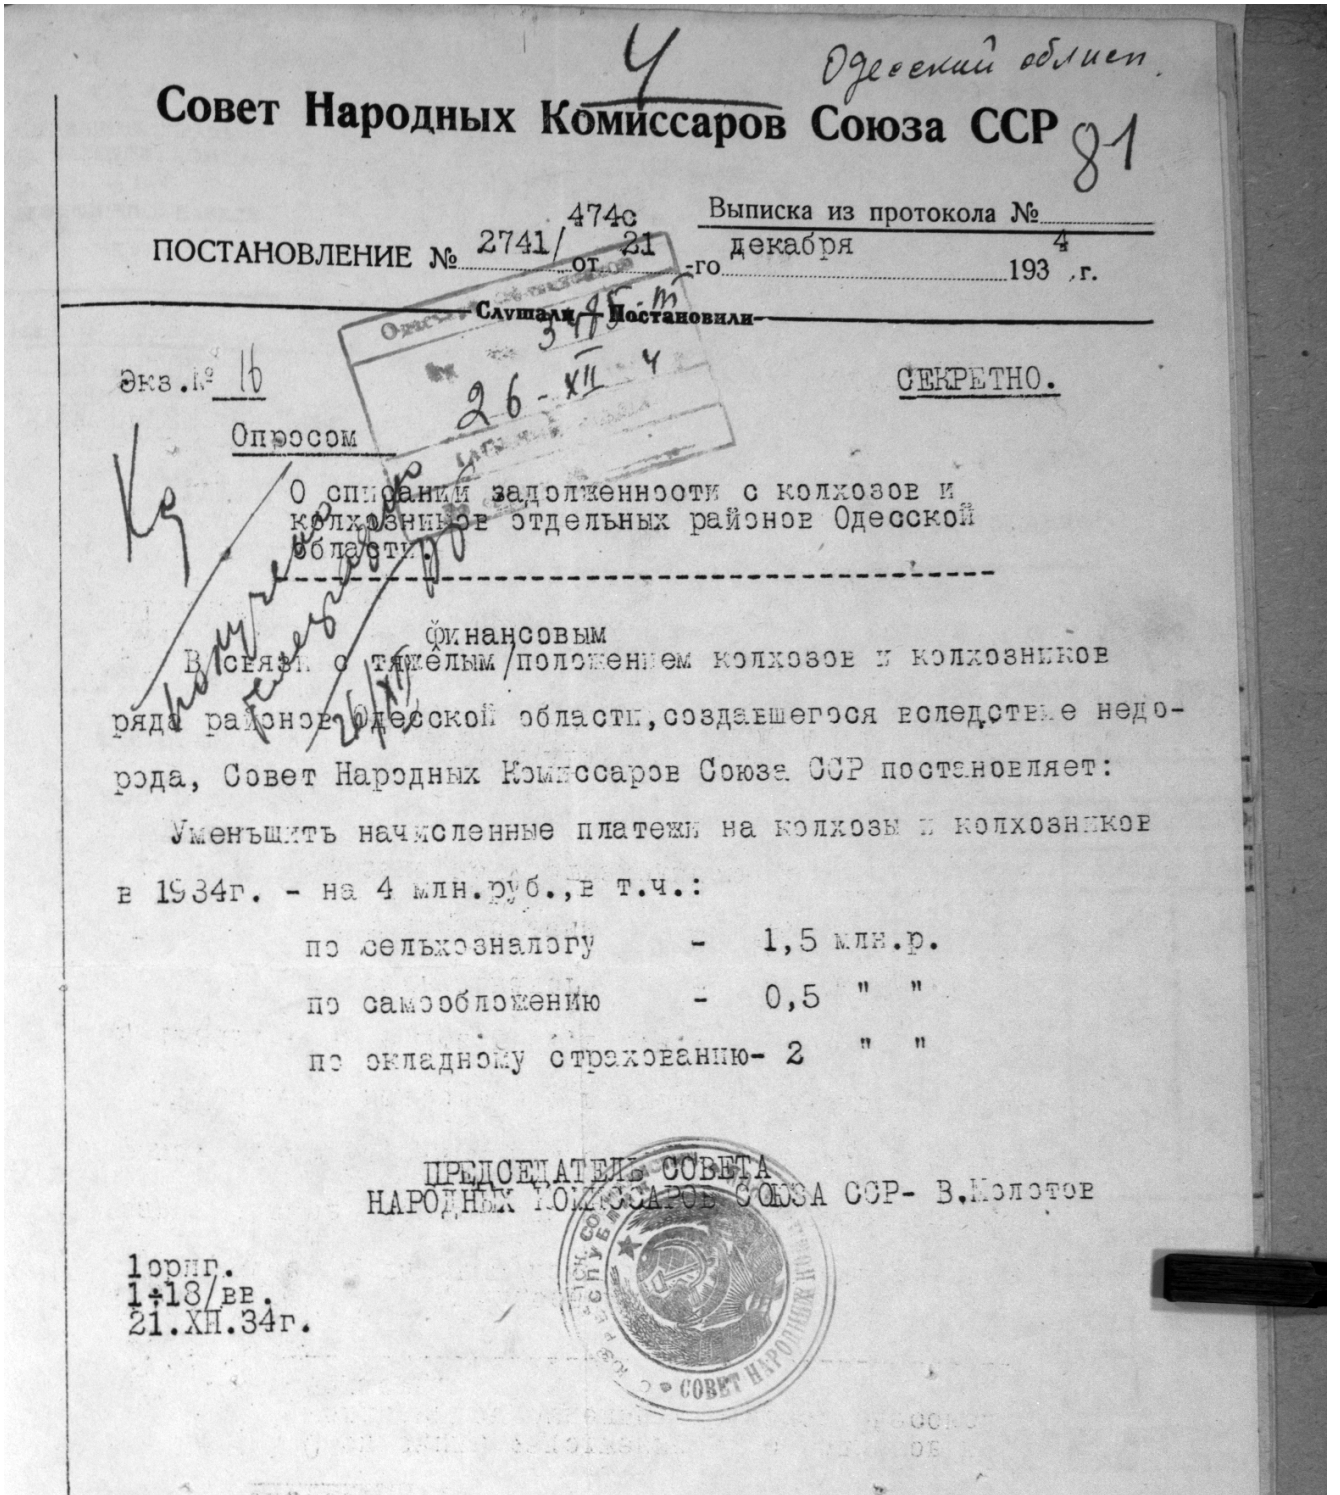 4
Одесский облисп.
Совет Народных Комиссаров Союза ССР
81
Выписка из протокола №
ПОСТАНОВЛЕНИЕ № 2741/474с от 21-го декабря 1934 г.
Слушали — Постановили
26-XII 4
Экз.№ 16
СЕКРЕТНО.
Опросом
О списании задолженности с колхозов и
колхозников отдельных районов Одесской
области.
финансовым
В связи с тяжёлым/положением колхозов и колхозников
ряда районов Одесской области, создавшегося вследствие недо-
рода, Совет Народных Комиссаров Союза ССР постановляет:
Уменьшить начисленные платежи на колхозы и колхозников
в 1934г. - на 4 млн.руб.,в т.ч.:
по сельхозналогу - 1,5 млн.р.
по самообложению - 0,5 " "
по окладному страхованию- 2 " "
ПРЕДСЕДАТЕЛЬ СОВЕТА
НАРОДНЫХ КОМИССАРОВ СОЮЗА ССР- В.Молотов
1ориг.
1÷18/вв.
21.XII.34г.
СОВЕТ НАРОДНЫХ КОМ